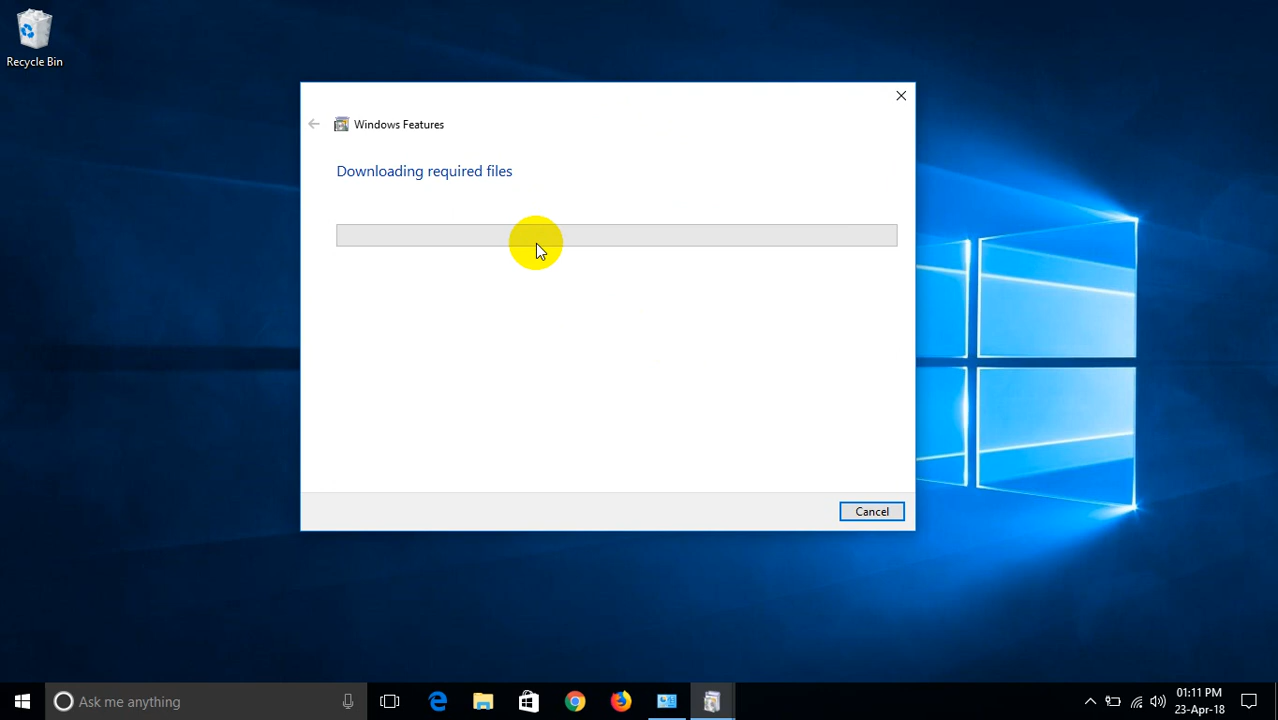 Recycle Bin
Windows Features
Downloading required files
Cancel
Ask me anything
01:11 PM
23-Apr-18